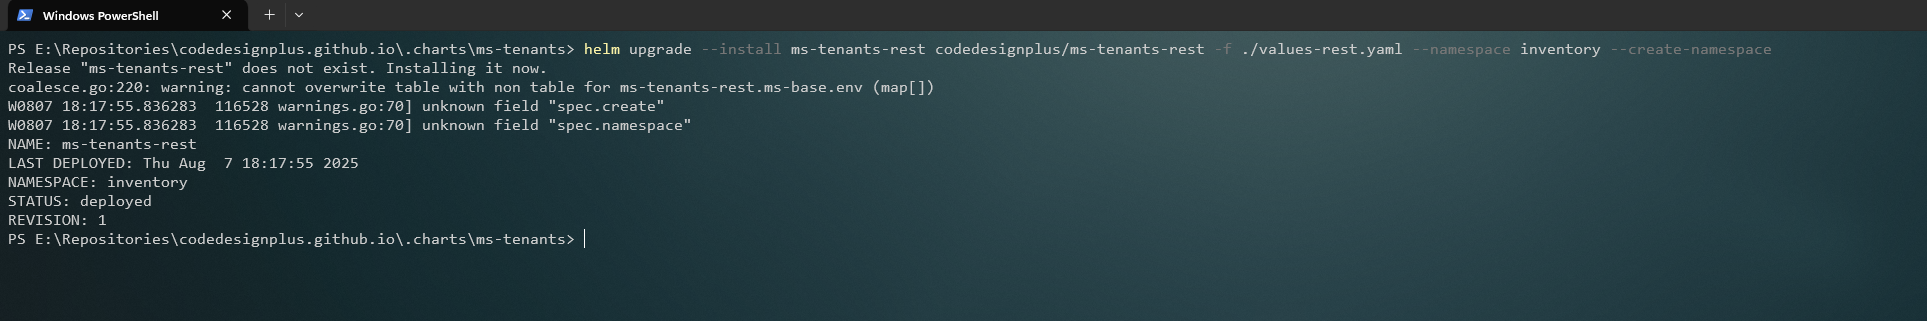 Windows PowerShell
PS E:\Repositories\codedesignplus.github.io\.charts\ms-tenants> helm upgrade --install ms-tenants-rest codedesignplus/ms-tenants-rest -f ./values-rest.yaml --namespace inventory --create-namespace
Release "ms-tenants-rest" does not exist. Installing it now.
coalesce.go:220: warning: cannot overwrite table with non table for ms-tenants-rest.ms-base.env (map[])
W0807 18:17:55.836283  116528 warnings.go:70] unknown field "spec.create"
W0807 18:17:55.836283  116528 warnings.go:70] unknown field "spec.namespace"
NAME: ms-tenants-rest
LAST DEPLOYED: Thu Aug  7 18:17:55 2025
NAMESPACE: inventory
STATUS: deployed
REVISION: 1
PS E:\Repositories\codedesignplus.github.io\.charts\ms-tenants>